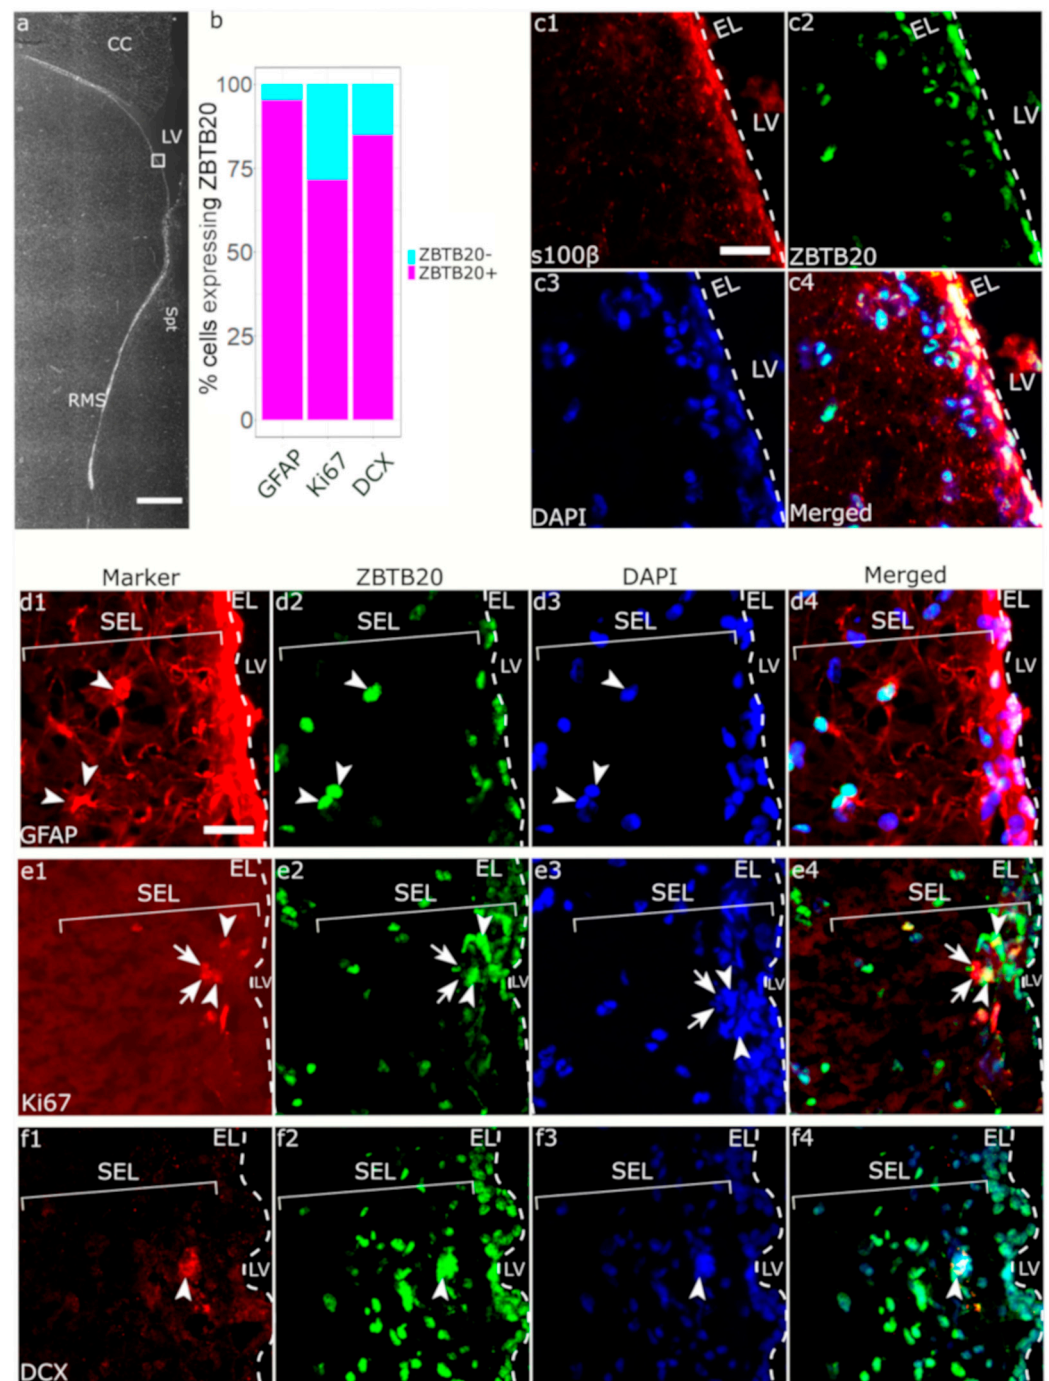 a
CC
LV
Spt
RMS
b
% cells expressing ZBTB20
100
75
50
25
0
GFAP
Ki67
DCX
ZBTB20-
ZBTB20+
c1
EL
LV
s100β
c2
EL
LV
ZBTB20
c3
EL
LV
DAPI
c4
EL
LV
Merged
Marker
ZBTB20
DAPI
Merged
d1
EL
SEL
LV
GFAP
d2
EL
SEL
LV
d3
EL
SEL
LV
d4
EL
SEL
LV
e1
EL
SEL
LV
Ki67
e2
EL
SEL
LV
e3
EL
SEL
LV
e4
EL
SEL
LV
f1
EL
SEL
LV
DCX
f2
EL
SEL
LV
f3
EL
SEL
LV
f4
EL
SEL
LV